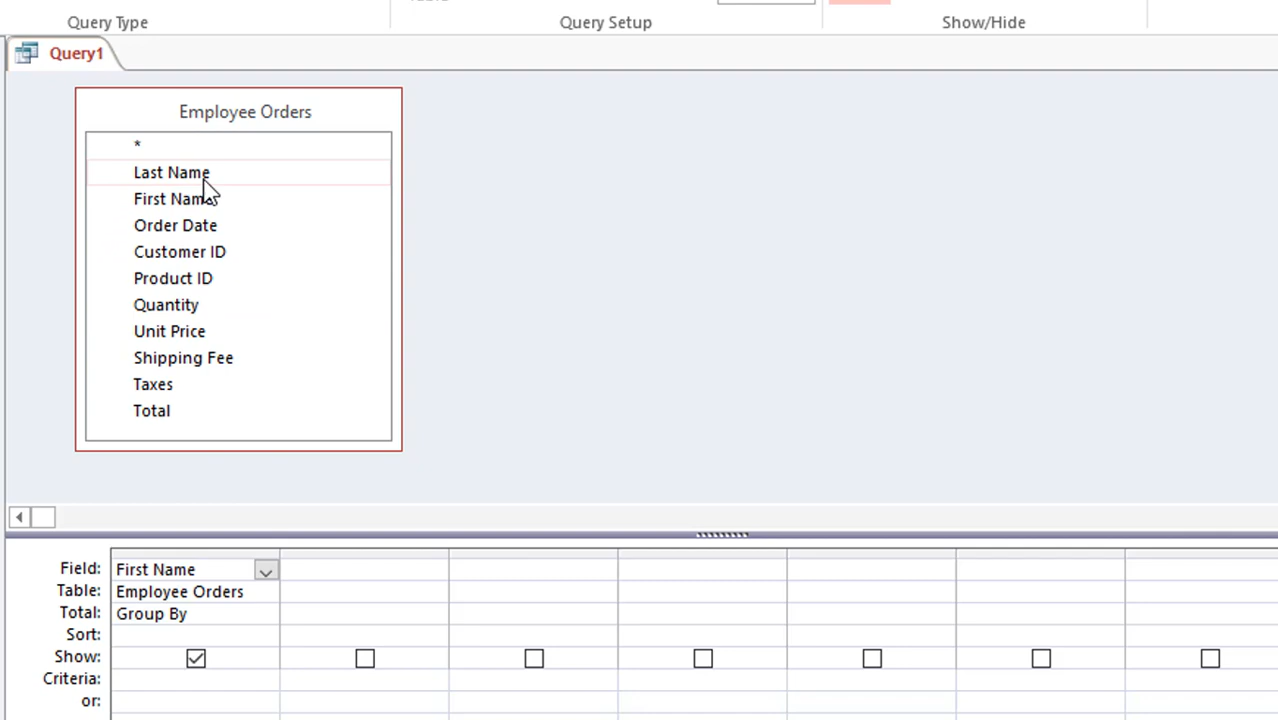 Query Type
Query Setup
Show/Hide
Query1
Employee Orders
*
Last Name
First Name
Order Date
Customer ID
Product ID
Quantity
Unit Price
Shipping Fee
Taxes
Total
Field: First Name
Table: Employee Orders
Total: Group By
Sort:
Show:
Criteria:
or: